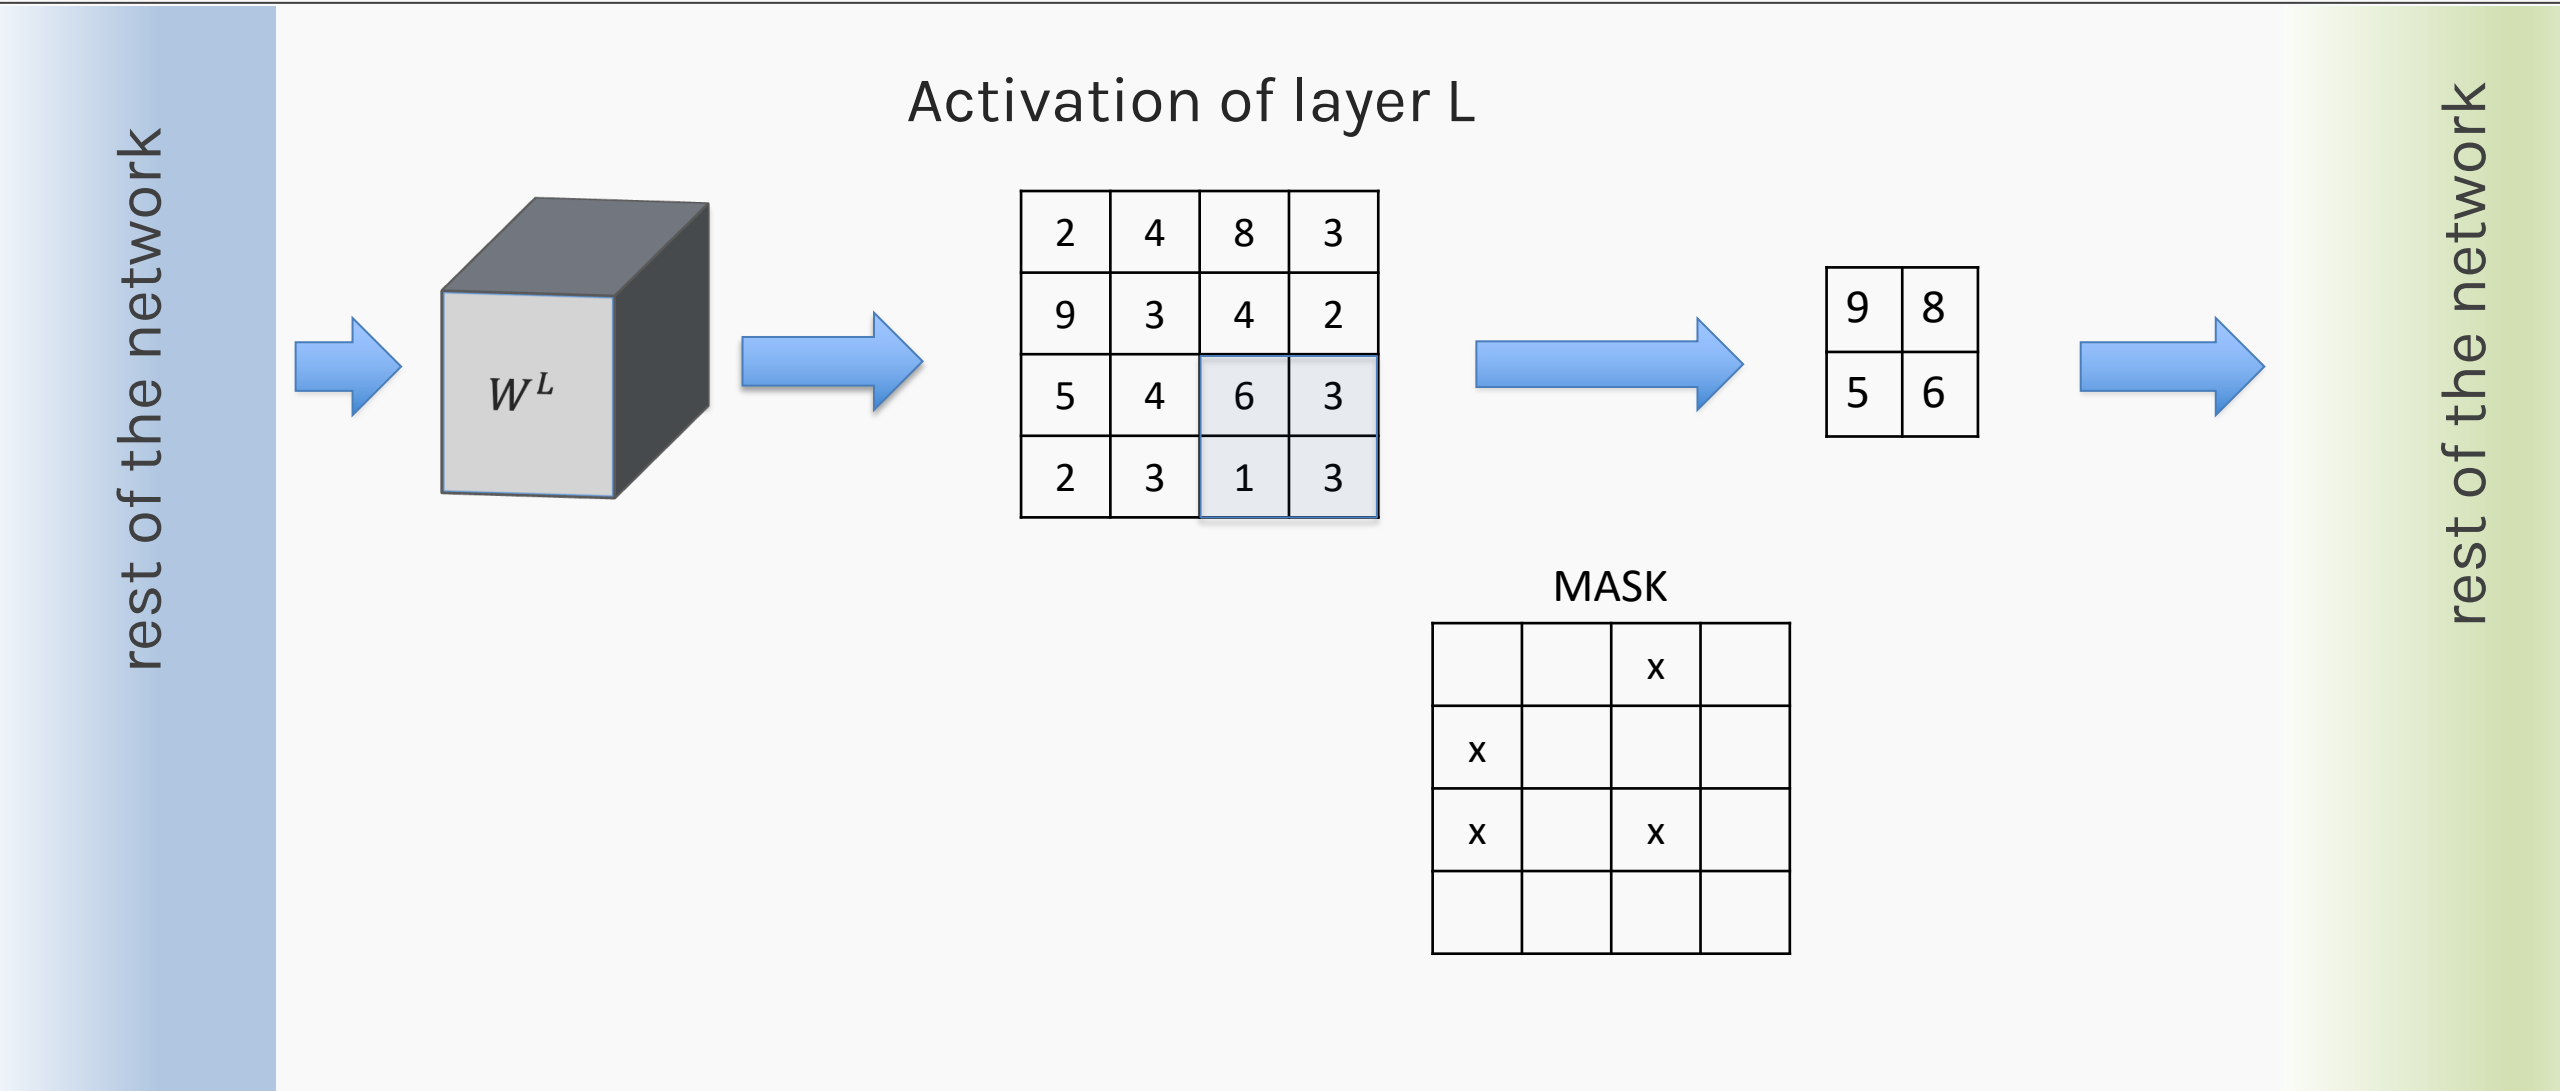 Activation of layer L
rest of the network
W^L
2 4 8 3
9 3 4 2
5 4 6 3
2 3 1 3
9 8
5 6
rest of the network
MASK
x
x
x x